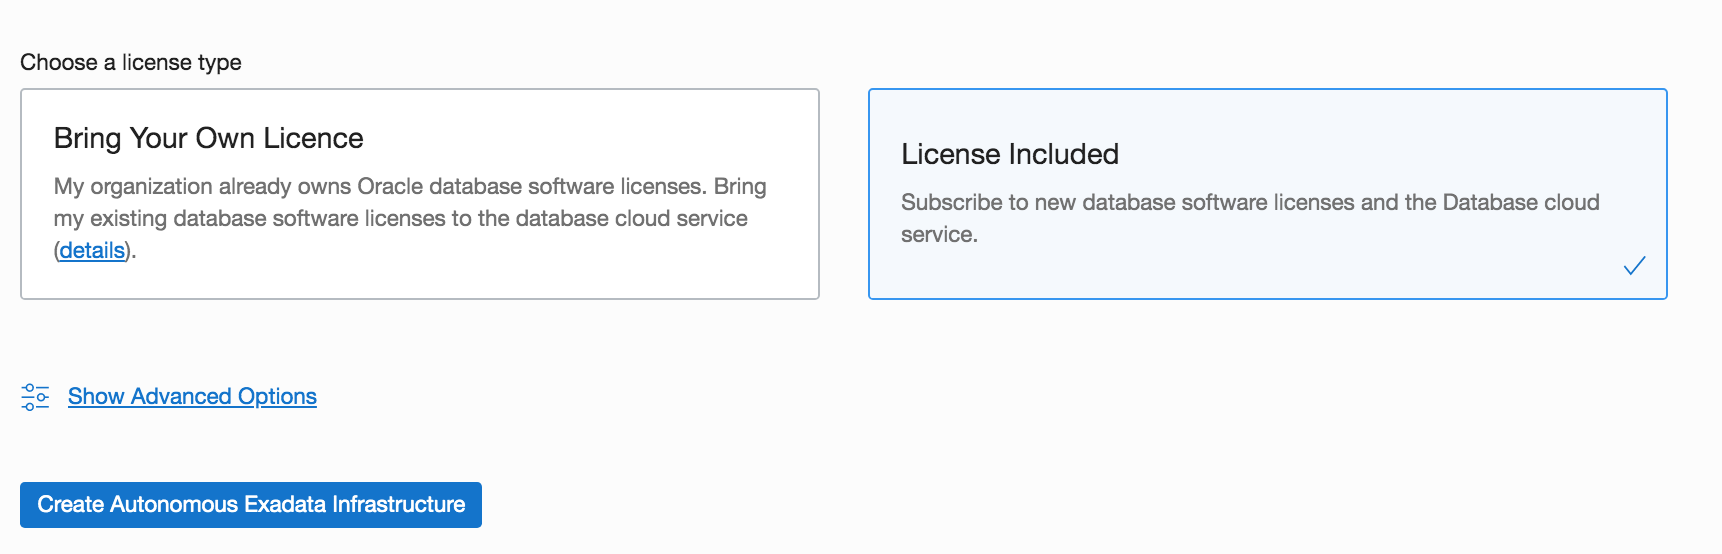 Choose a license type
Bring Your Own Licence
My organization already owns Oracle database software licenses. Bring
my existing database software licenses to the database cloud service
(details).
License Included
Subscribe to new database software licenses and the Database cloud
service.
Show Advanced Options
Create Autonomous Exadata Infrastructure